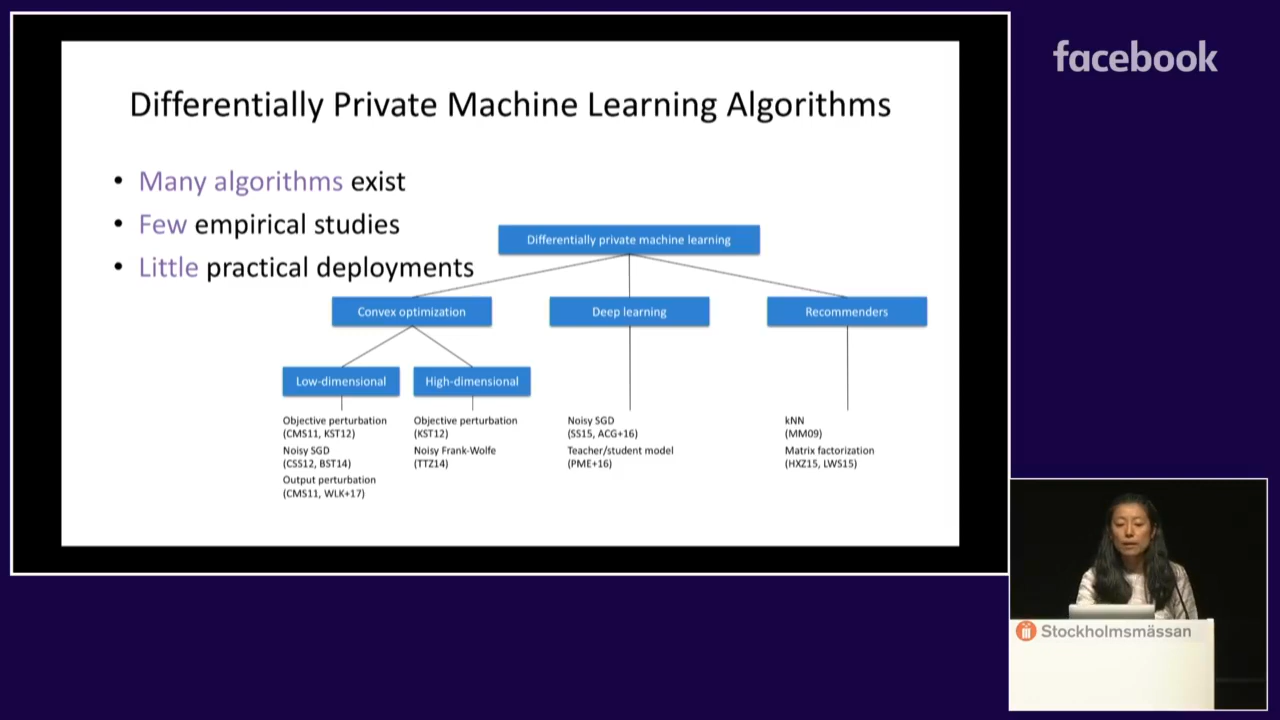 facebook
Differentially Private Machine Learning Algorithms
• Many algorithms exist
• Few empirical studies
• Little practical deployments
Differentially private machine learning
Convex optimization
Deep learning
Recommenders
Low-dimensional
High-dimensional
Objective perturbation
(CMS11, KST12)
Noisy SGD
(CSS12, BST14)
Output perturbation
(CMS11, WLK+17)
Objective perturbation
(KST12)
Noisy Frank-Wolfe
(TTZ14)
Noisy SGD
(SS15, ACG+16)
Teacher/student model
(PME+16)
kNN
(MM09)
Matrix factorization
(HXZ15, LWS15)
Stockholmsmässan